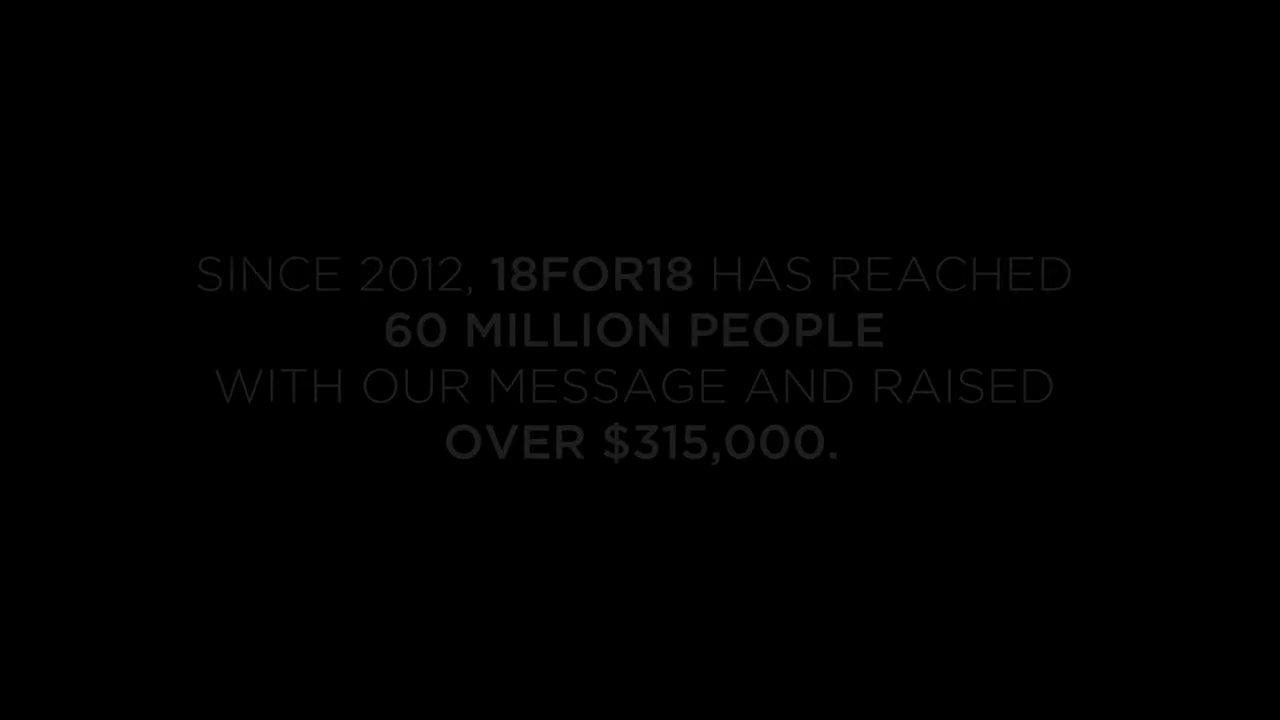 SINCE 2012, 18FOR18 HAS REACHED
60 MILLION PEOPLE
WITH OUR MESSAGE AND RAISED
OVER $315,000.